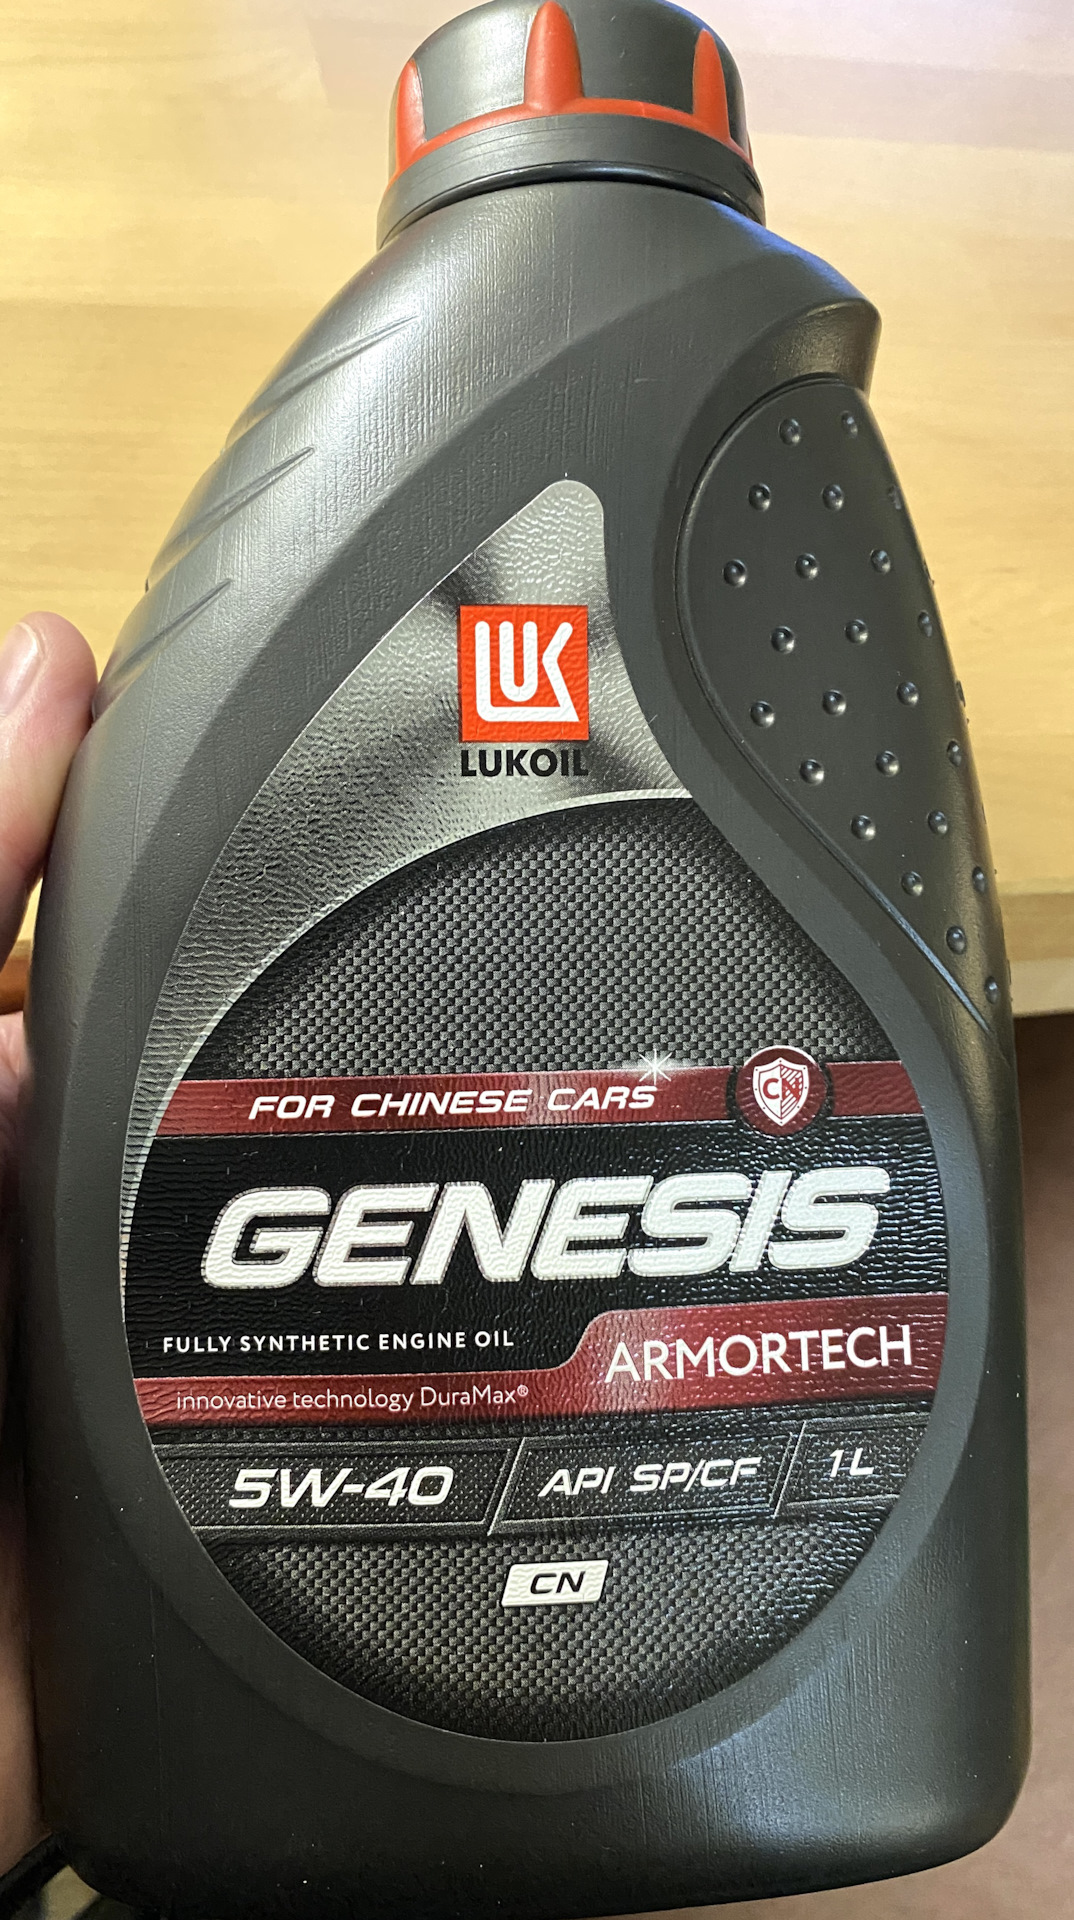 LUK
LUKOIL
FOR CHINESE CARS
CN
GENESIS
FULLY SYNTHETIC ENGINE OIL
ARMORTECH
innovative technology DuraMax®
5W-40
API SP/CF
1L
CN